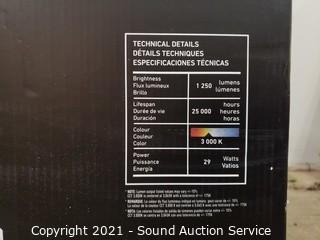 TECHNICAL DETAILS
DÉTAILS TECHNIQUES
ESPECIFICACIONES TÉCNICAS
Brightness
Flux lumineux
Brillo
1 250
lumens
lúmenes
Lifespan
Durée de vie
Duración
25 000
hours
heures
horas
Colour
Couleur
Color
3 000 K
Power
Puissance
Energía
29
Watts
Vatios
Copyright 2021 - Sound Auction Service